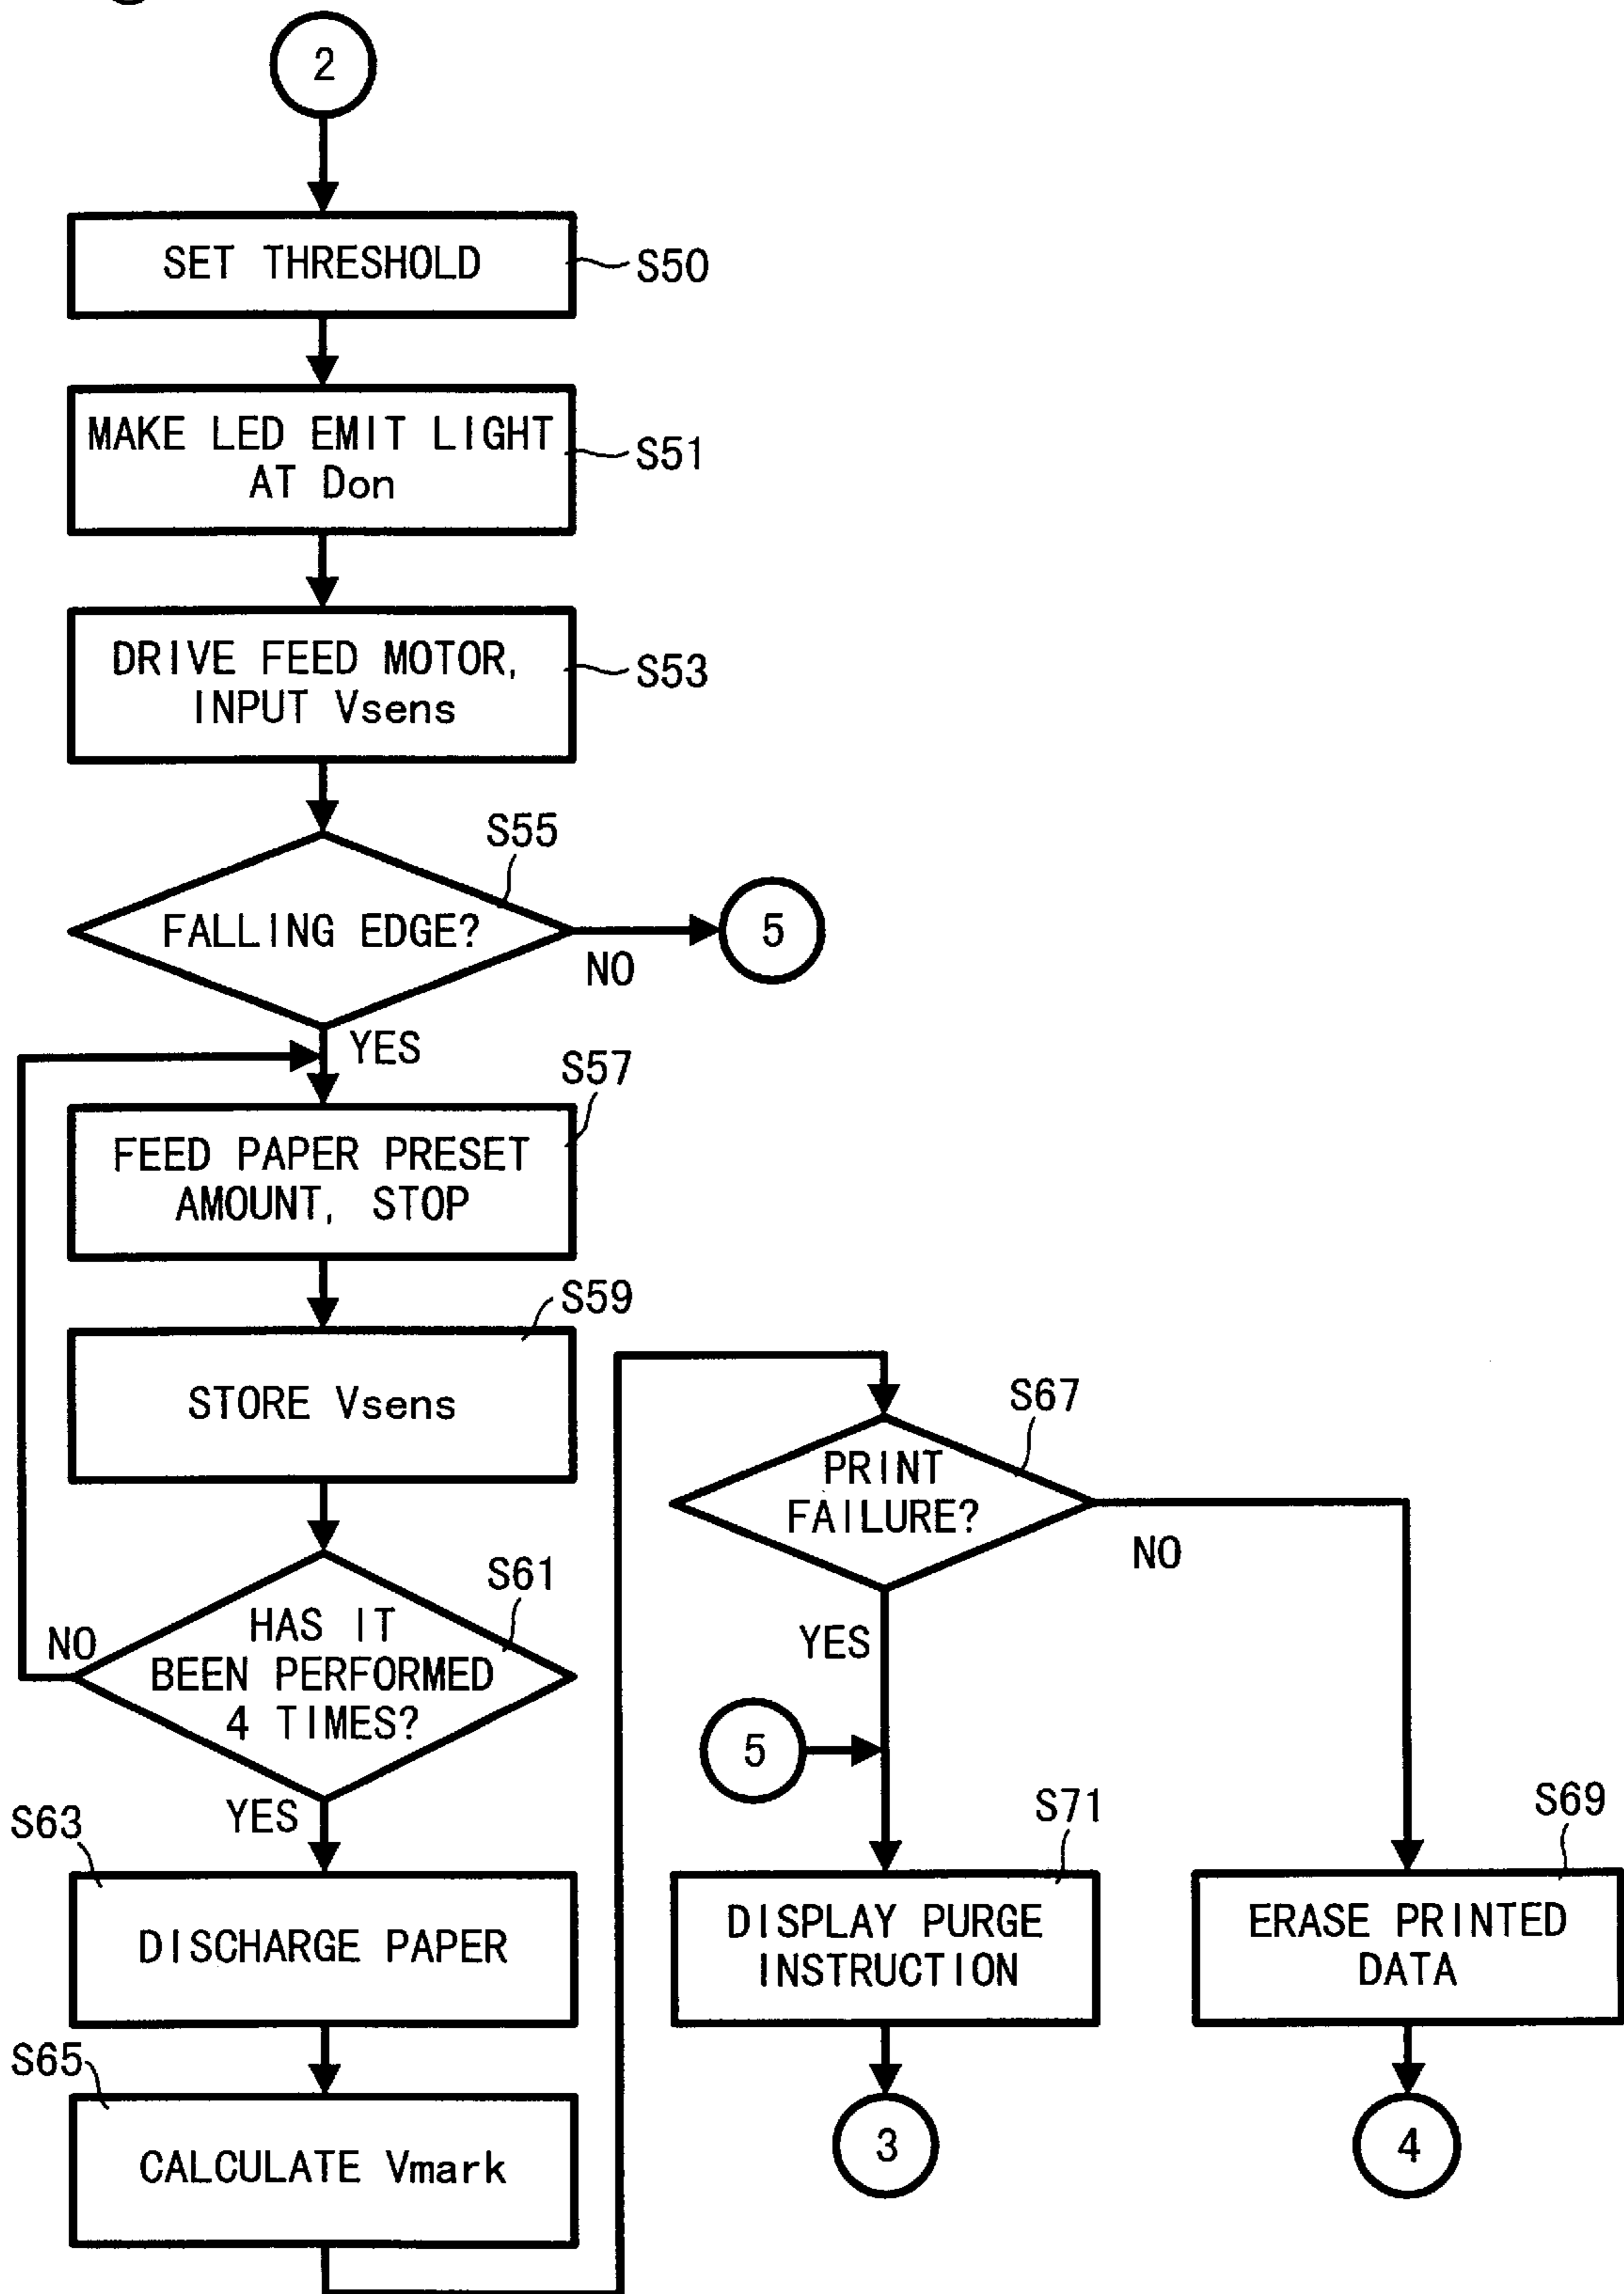 2
SET THRESHOLD
S50
MAKE LED EMIT LIGHT
AT Don
S51
DRIVE FEED MOTOR,
INPUT Vsens
S53
S55
FALLING EDGE?
NO
5
YES
S57
FEED PAPER PRESET
AMOUNT, STOP
S59
STORE Vsens
S61
HAS IT
BEEN PERFORMED
4 TIMES?
NO
YES
S63
DISCHARGE PAPER
S65
CALCULATE Vmark
S67
PRINT
FAILURE?
NO
YES
5
S71
DISPLAY PURGE
INSTRUCTION
3
S69
ERASE PRINTED
DATA
4